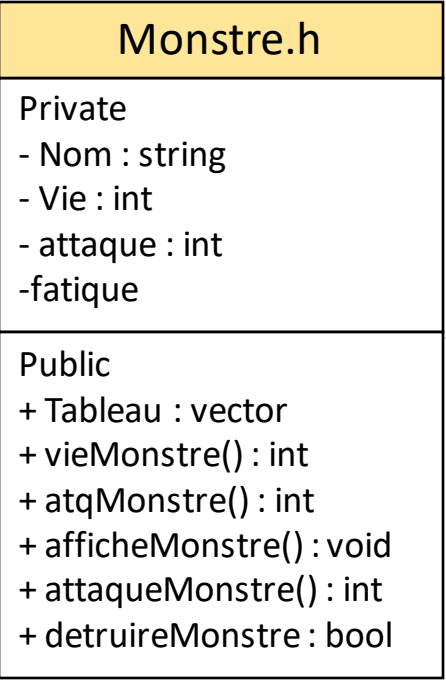 Monstre.h
Private
- Nom : string
- Vie : int
- attaque : int
-fatique
Public
+ Tableau : vector
+ vieMonstre() : int
+ atqMonstre() : int
+ afficheMonstre() : void
+ attaqueMonstre() : int
+ detruireMonstre : bool